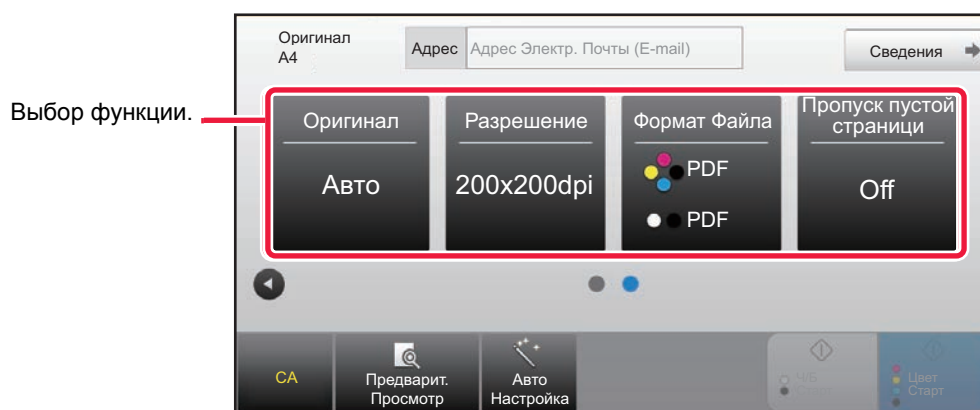 Оригинал
A4
Адрес
Адрес Электр. Почты (E-mail)
Сведения
Выбор функции.
Оригинал
Авто
Разрешение
200x200dpi
Формат Файла
PDF
PDF
Пропуск пустой
страници
Off
CA
Предварит.
Просмотр
Авто
Настройка
Ч/Б
Старт
Цвет
Старт